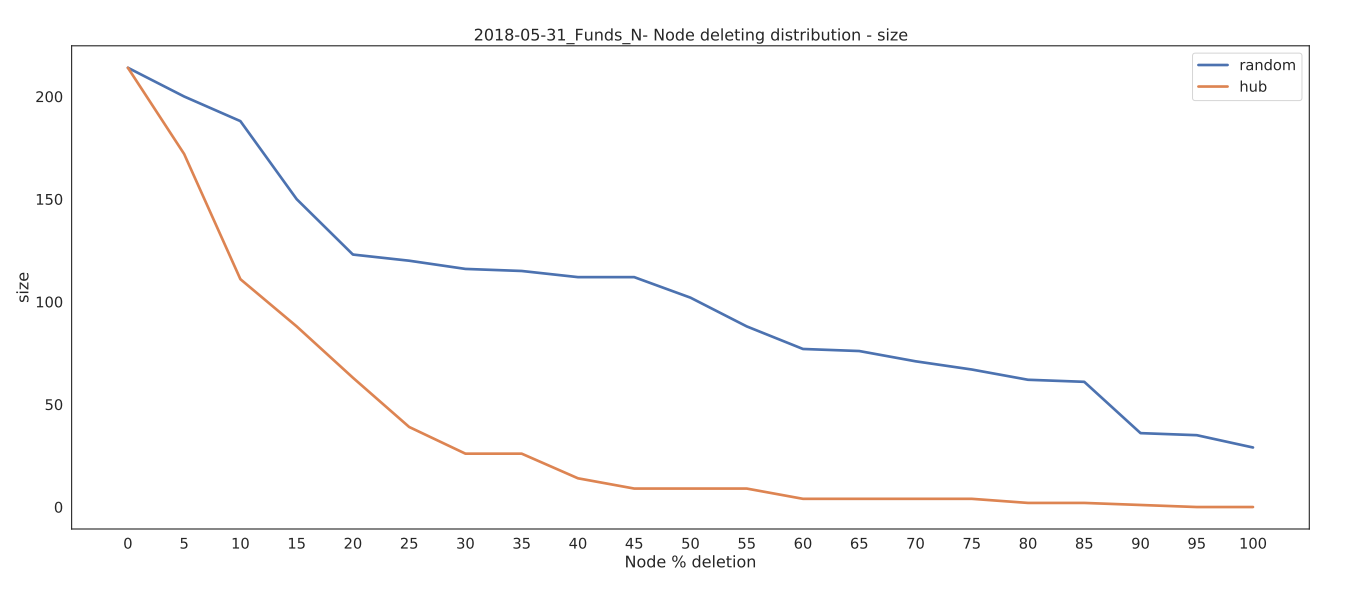 2018-05-31_Funds_N- Node deleting distribution - size
random
hub
size
200
150
100
50
0
0 5 10 15 20 25 30 35 40 45 50 55 60 65 70 75 80 85 90 95 100
Node % deletion